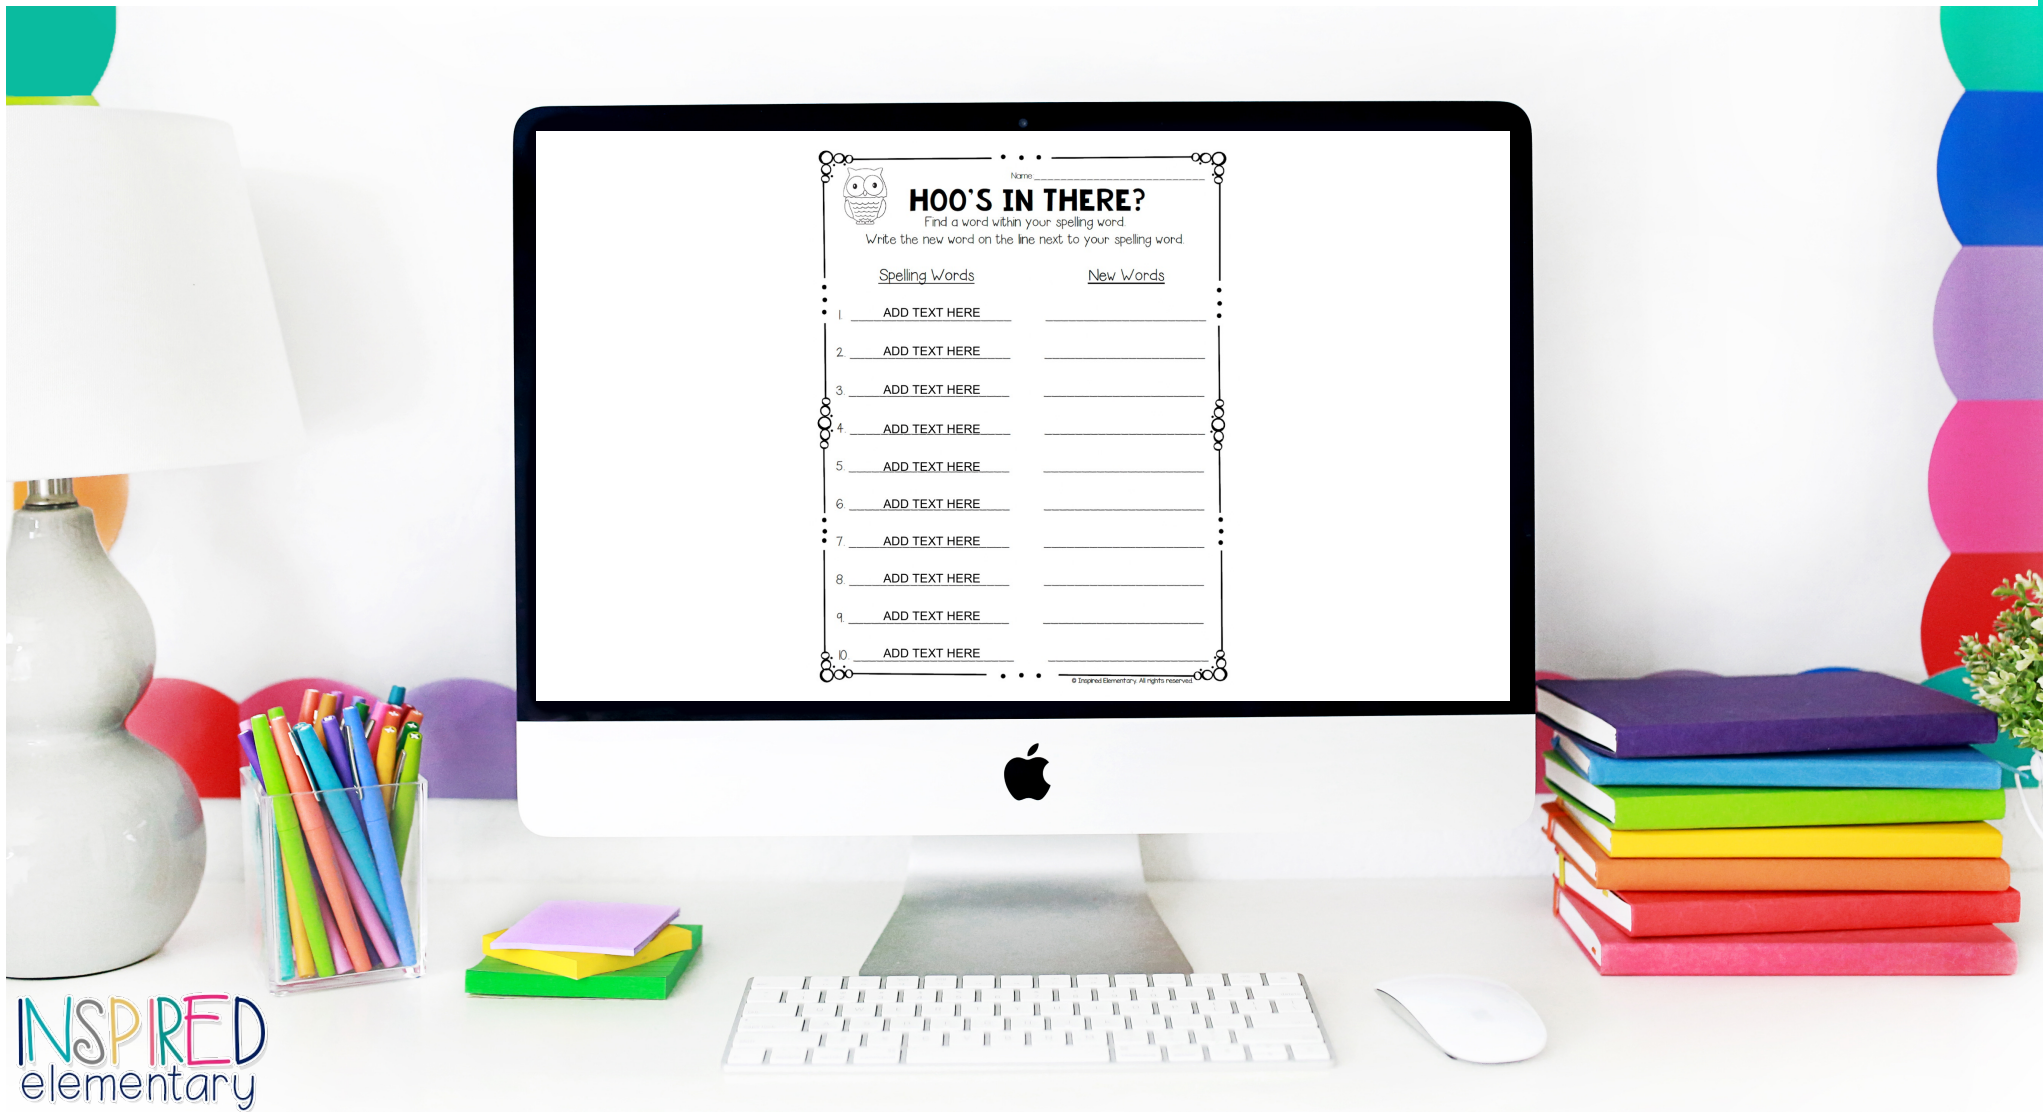 Name
HOO'S IN THERE?
Find a word within your spelling word.
Write the new word on the line next to your spelling word.
Spelling Words New Words
1. ADD TEXT HERE
2. ADD TEXT HERE
3. ADD TEXT HERE
4. ADD TEXT HERE
5. ADD TEXT HERE
6. ADD TEXT HERE
7. ADD TEXT HERE
8. ADD TEXT HERE
9. ADD TEXT HERE
10. ADD TEXT HERE
© Inspired Elementary. All rights reserved.
INSPIRED
elementary